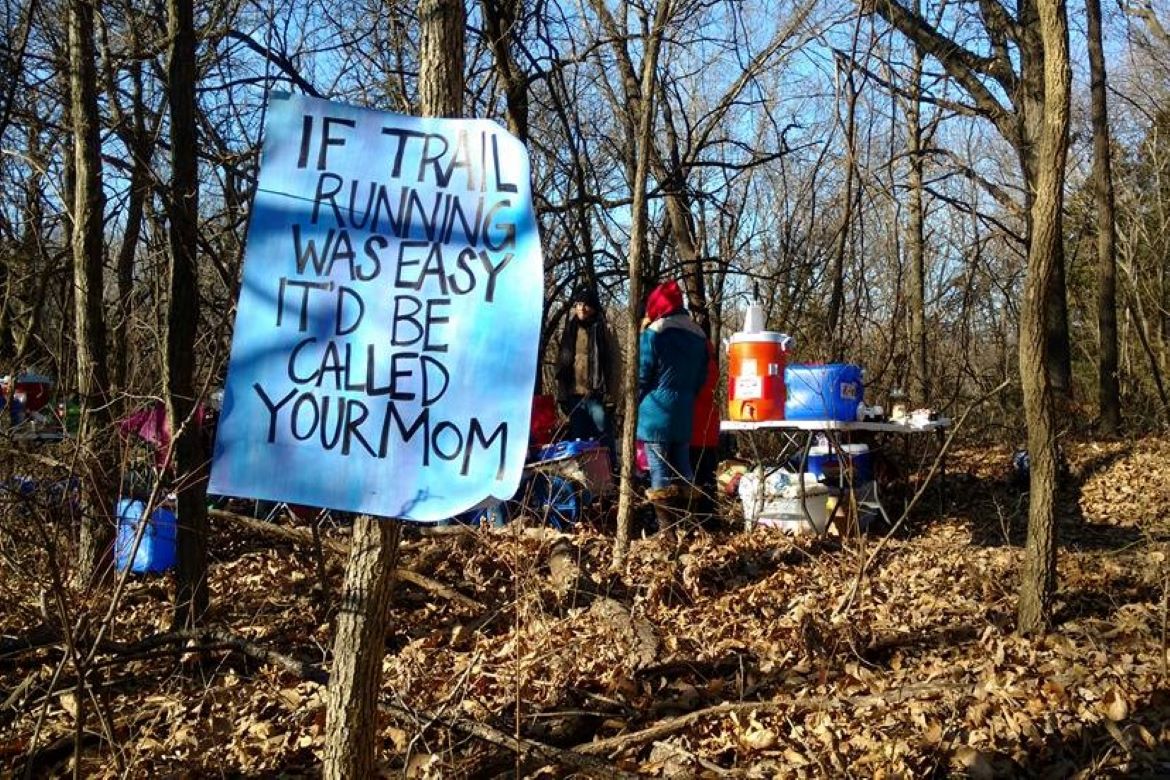 IF TRAIL
RUNNING
WAS EASY
IT'D BE
CALLED
YOUR MOM